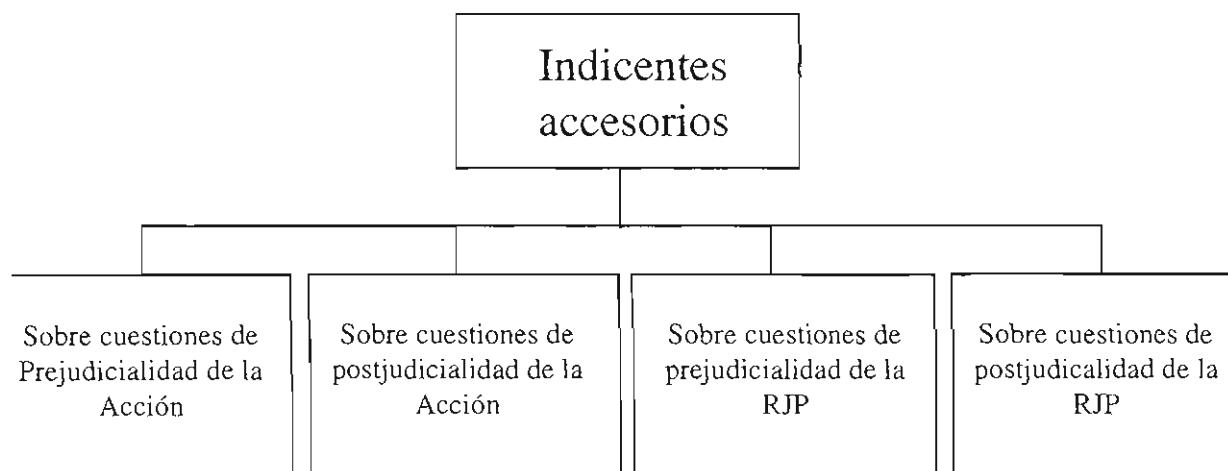 Indicentes
accesorios
Sobre cuestiones de
Prejudicialidad de la
Acción
Sobre cuestiones de
postjudicialidad de la
Acción
Sobre cuestiones de
prejudicialidad de la
RJP
Sobre cuestiones de
postjudicalidad de la
RJP